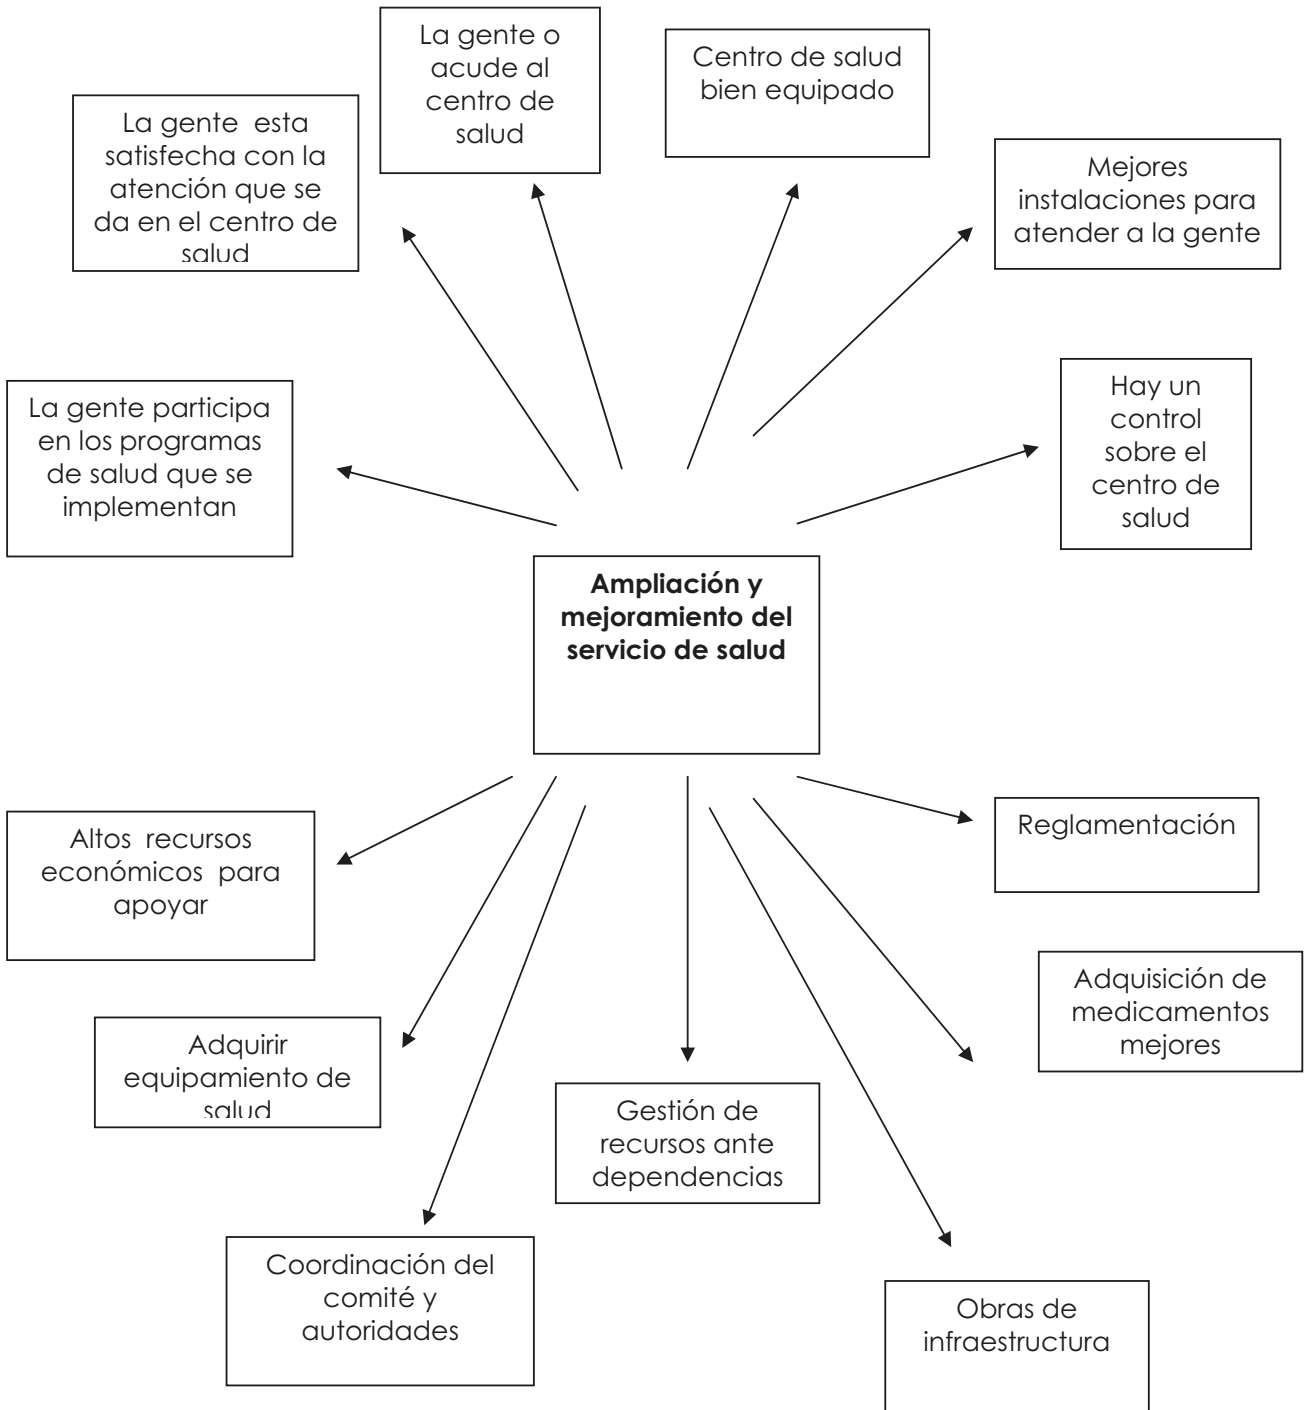 La gente o
acude al
centro de
salud
Centro de salud
bien equipado
La gente  esta
satisfecha con la
atención que se
da en el centro de
salud
Mejores
instalaciones para
atender a la gente
La gente participa
en los programas
de salud que se
implementan
Hay un
control
sobre el
centro de
salud
Ampliación y
mejoramiento del
servicio de salud
Altos  recursos
económicos  para
apoyar
Reglamentación
Adquisición de
medicamentos
mejores
Adquirir
equipamiento de
salud
Gestión de
recursos ante
dependencias
Coordinación del
comité y
autoridades
Obras de
infraestructura